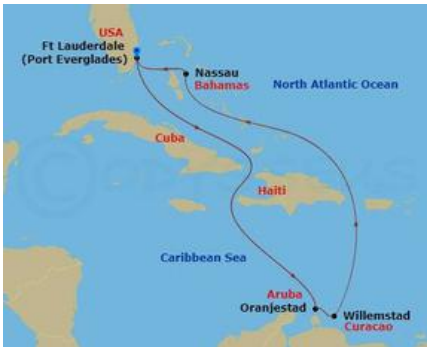 USA
Ft Lauderdale
(Port Everglades)
Nassau
Bahamas
North Atlantic Ocean
Cuba
Haiti
Caribbean Sea
Aruba
Oranjestad
Willemstad
Curacao